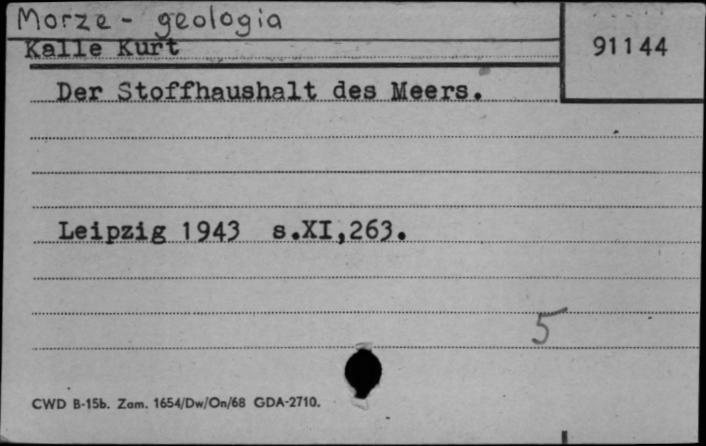 Morze - geologia
Kalle Kurt
91144
Der Stoffhaushalt des Meers.
Leipzig 1943 s.XI,263.
5
CWD B-15b. Zam. 1654/Dw/On/68 GDA-2710.